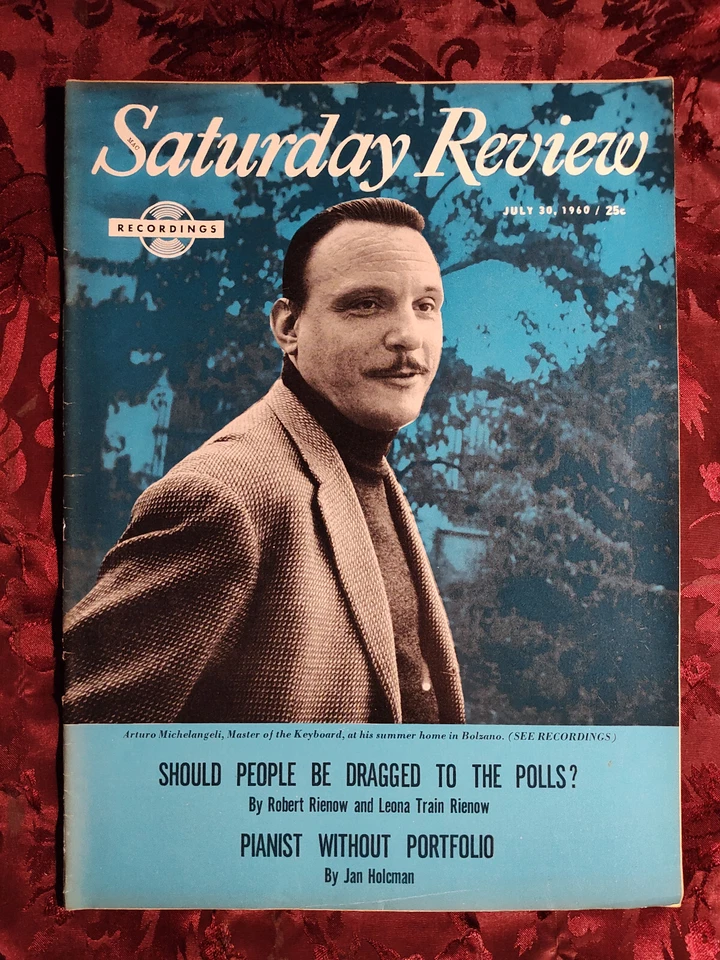 Saturday Review
MAG
JULY 30, 1960 / 25c
RECORDINGS
Arturo Michelangeli, Master of the Keyboard, at his summer home in Bolzano. (SEE RECORDINGS)
SHOULD PEOPLE BE DRAGGED TO THE POLLS?
By Robert Rienow and Leona Train Rienow
PIANIST WITHOUT PORTFOLIO
By Jan Holcman